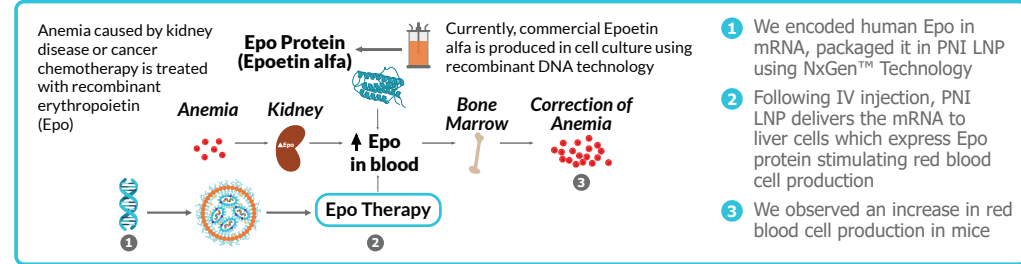 Anemia caused by kidney
disease or cancer
chemotherapy is treated
with recombinant
erythropoietin
(Epo)
Epo Protein
(Epoetin alfa)
Currently, commercial Epoetin
alfa is produced in cell culture using
recombinant DNA technology
Anemia
Kidney
▲Epo
Epo
in blood
Bone
Marrow
Correction of
Anemia
3
Epo Therapy
1
2
1 We encoded human Epo in
mRNA, packaged it in PNI LNP
using NxGen™ Technology
2 Following IV injection, PNI
LNP delivers the mRNA to
liver cells which express Epo
protein stimulating red blood
cell production
3 We observed an increase in red
blood cell production in mice